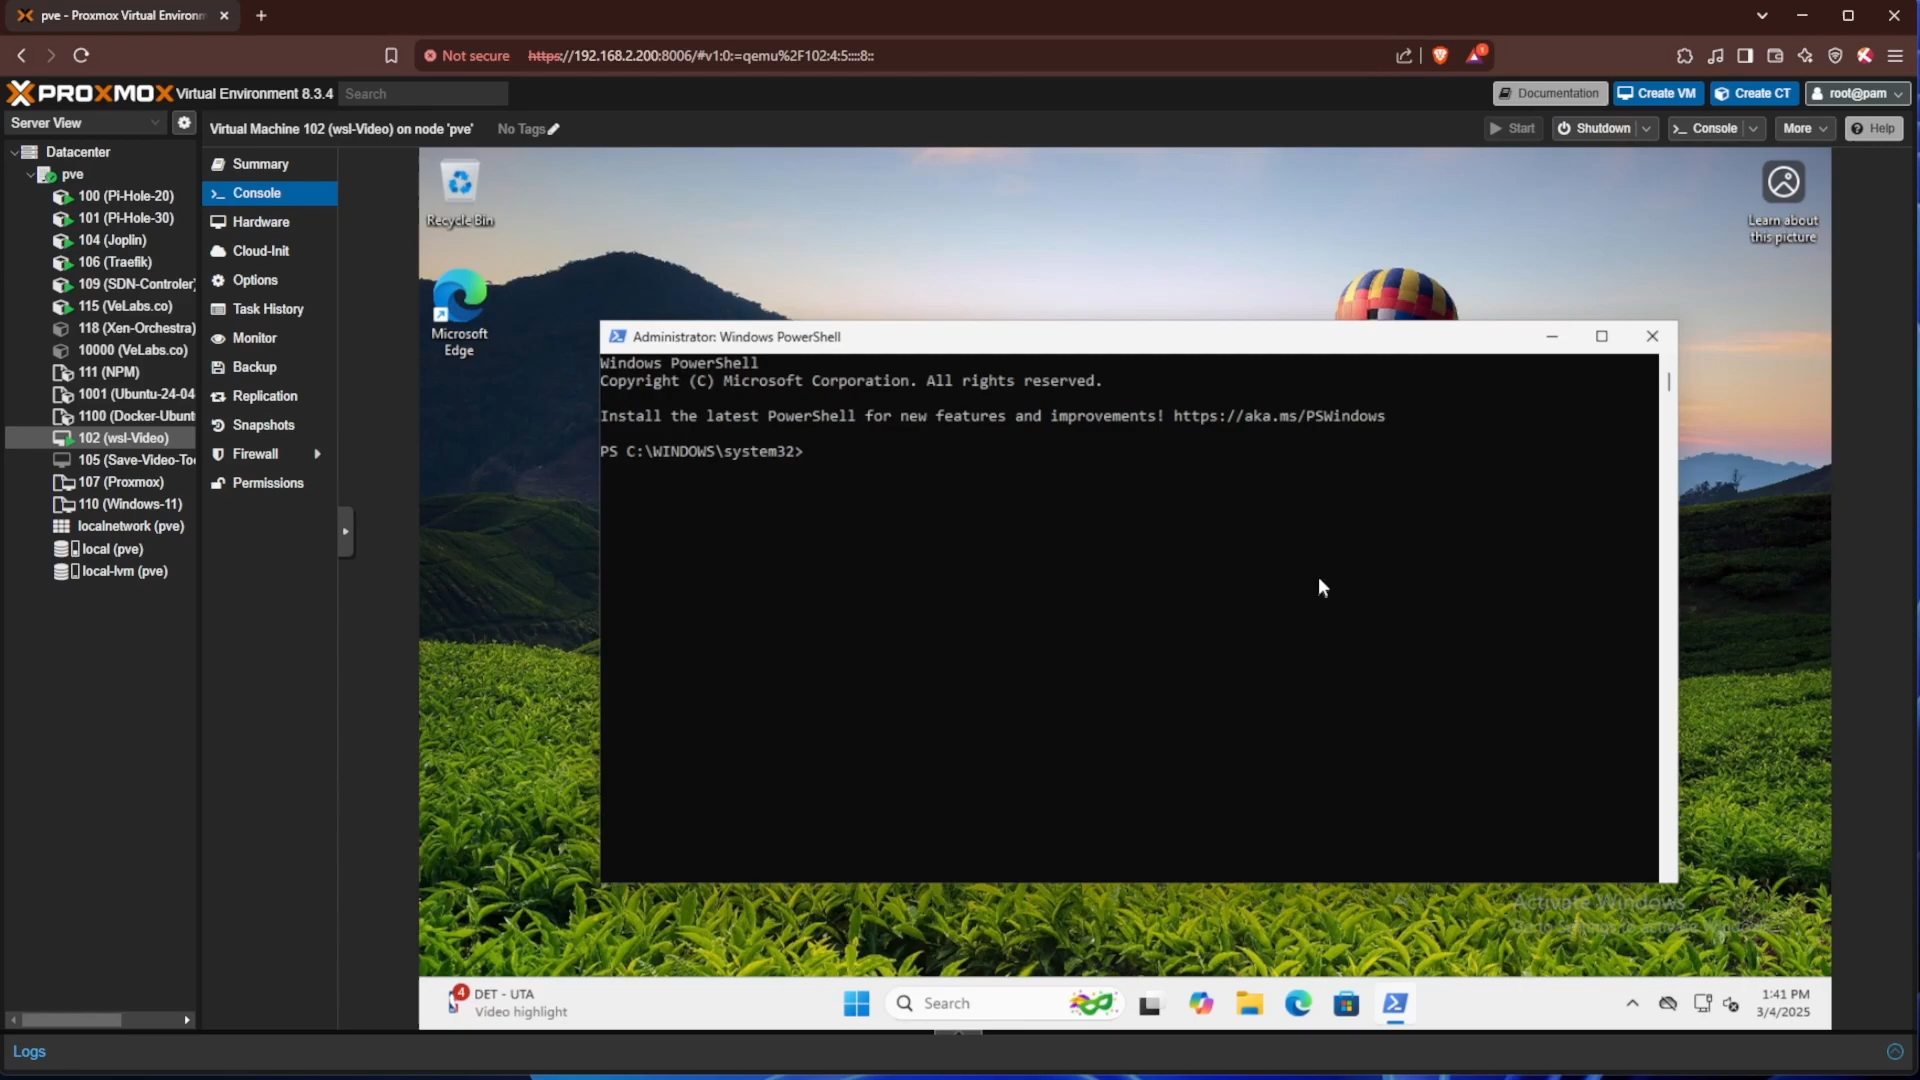 pve - Proxmox Virtual Environm
Not secure https://192.168.2.200:8006/#v1:0:=qemu%2F102:4:5::::8::
1
PROXMOX Virtual Environment 8.3.4 Search
Documentation Create VM Create CT root@pam
Server View
Virtual Machine 102 (wsl-Video) on node 'pve' No Tags
Start Shutdown >_ Console More Help
Datacenter
pve
100 (Pi-Hole-20)
101 (Pi-Hole-30)
104 (Joplin)
106 (Traefik)
109 (SDN-Controler)
115 (VeLabs.co)
118 (Xen-Orchestra)
10000 (VeLabs.co)
111 (NPM)
1001 (Ubuntu-24-04
1100 (Docker-Ubunt
102 (wsl-Video)
105 (Save-Video-Too
107 (Proxmox)
110 (Windows-11)
localnetwork (pve)
local (pve)
local-lvm (pve)
Summary
>_ Console
Hardware
Cloud-Init
Options
Task History
Monitor
Backup
Replication
Snapshots
Firewall
Permissions
Recycle Bin
Microsoft
Edge
Learn about
this picture
Administrator: Windows PowerShell
Windows PowerShell
Copyright (C) Microsoft Corporation. All rights reserved.
Install the latest PowerShell for new features and improvements! https://aka.ms/PSWindows
PS C:\WINDOWS\system32>
Activate Windows
Go to Settings to activate Windows.
4
DET - UTA
Video highlight
Search
1:41 PM
3/4/2025
Logs